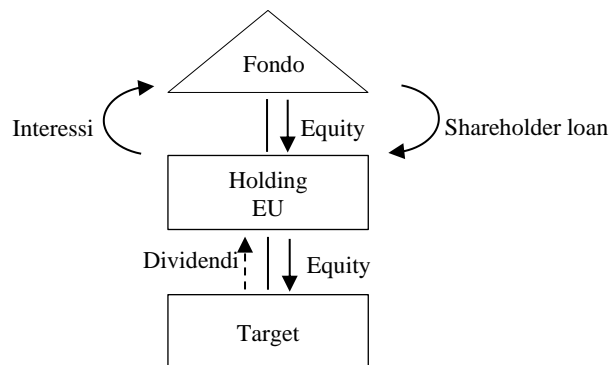 Fondo
Interessi
Equity
Shareholder loan
Holding
EU
Dividendi
Equity
Target